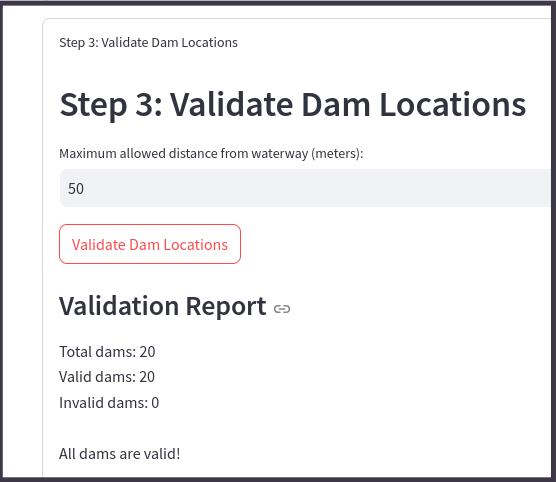 Step 3: Validate Dam Locations
Step 3: Validate Dam Locations
Maximum allowed distance from waterway (meters):
50
Validate Dam Locations
Validation Report
Total dams: 20
Valid dams: 20
Invalid dams: 0
All dams are valid!